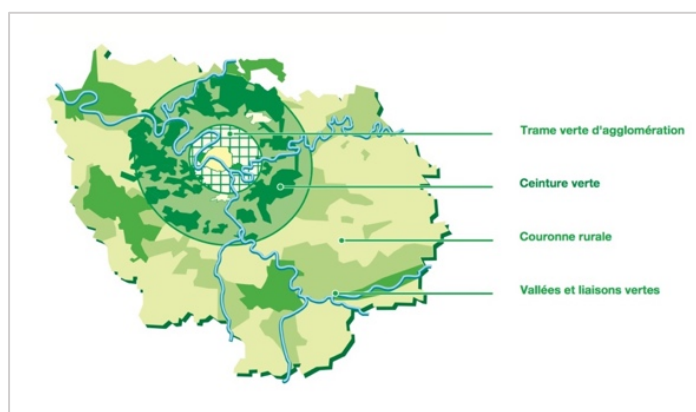 Trame verte d'agglomération
Ceinture verte
Couronne rurale
Vallées et liaisons vertes